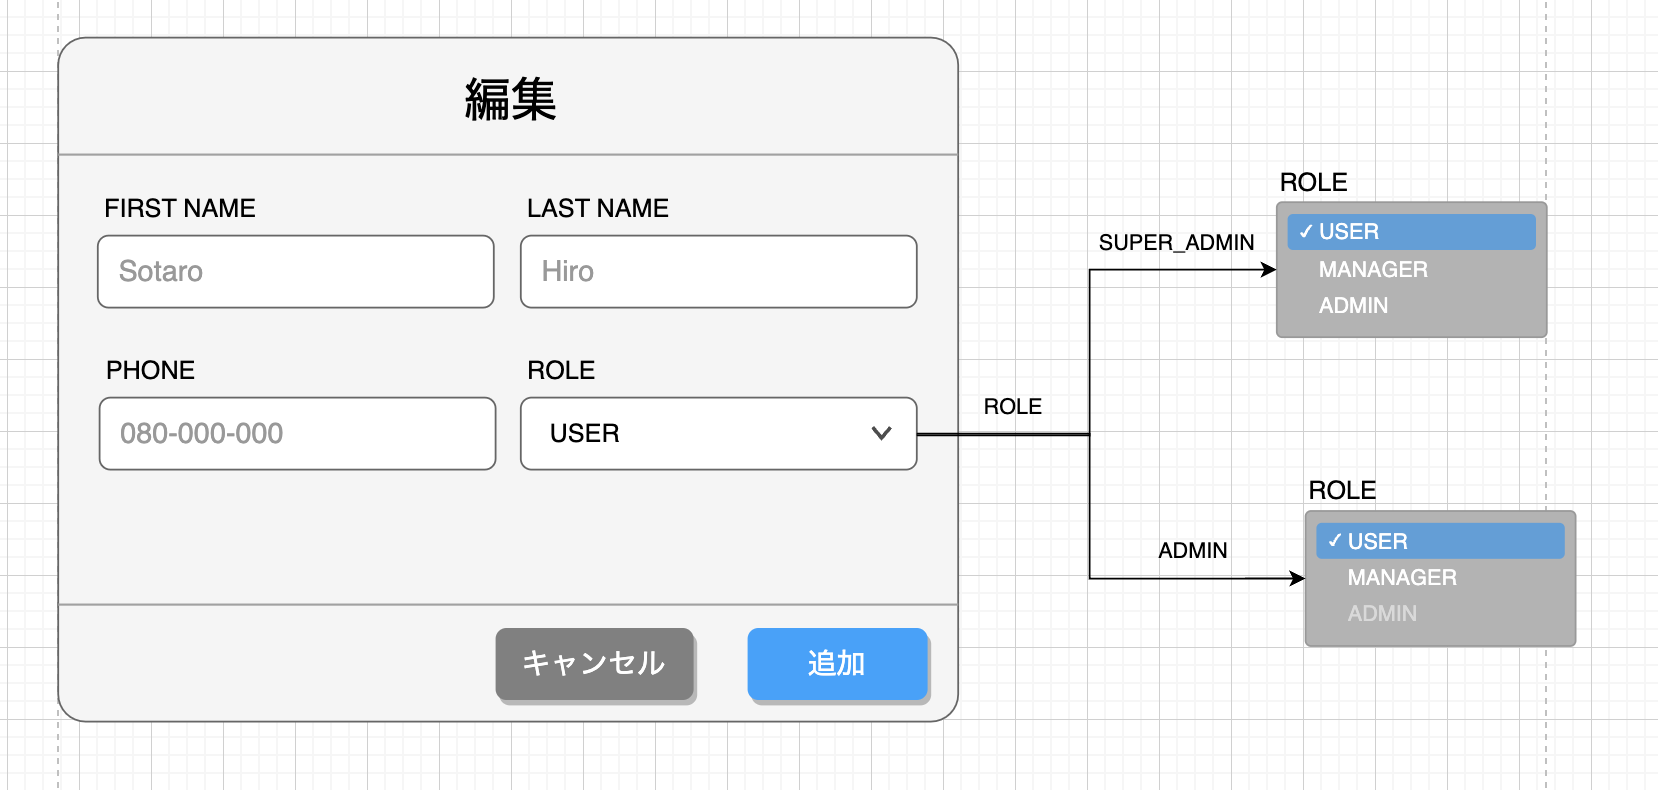 編集
FIRST NAME
LAST NAME
Sotaro
Hiro
PHONE
ROLE
080-000-000
USER
キャンセル
追加
ROLE
SUPER_ADMIN
ROLE
✓ USER
MANAGER
ADMIN
ADMIN
ROLE
✓ USER
MANAGER
ADMIN